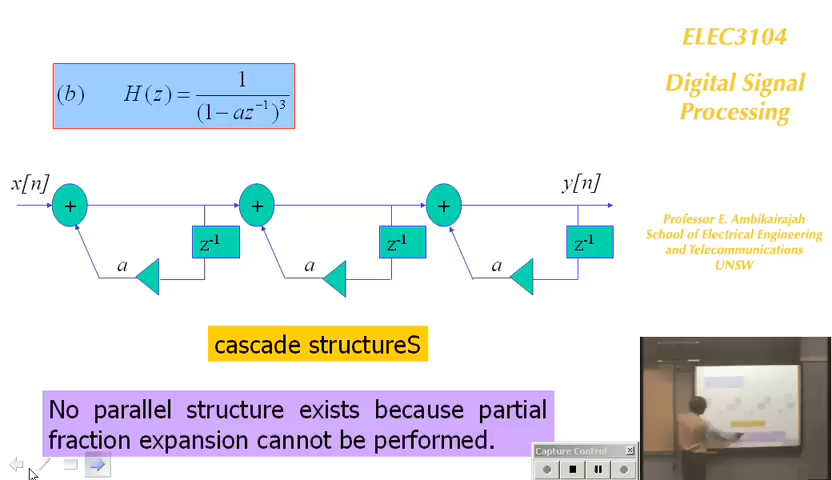 ELEC3104
Digital Signal
Processing
(b) H(z) = 1 / (1 − az⁻¹)³
x[n] + + + y[n]
z⁻¹ z⁻¹ z⁻¹
a a a
Professor E. Ambikairajah
School of Electrical Engineering
and Telecommunications
UNSW
cascade structureS
No parallel structure exists because partial
fraction expansion cannot be performed.
Capture Control